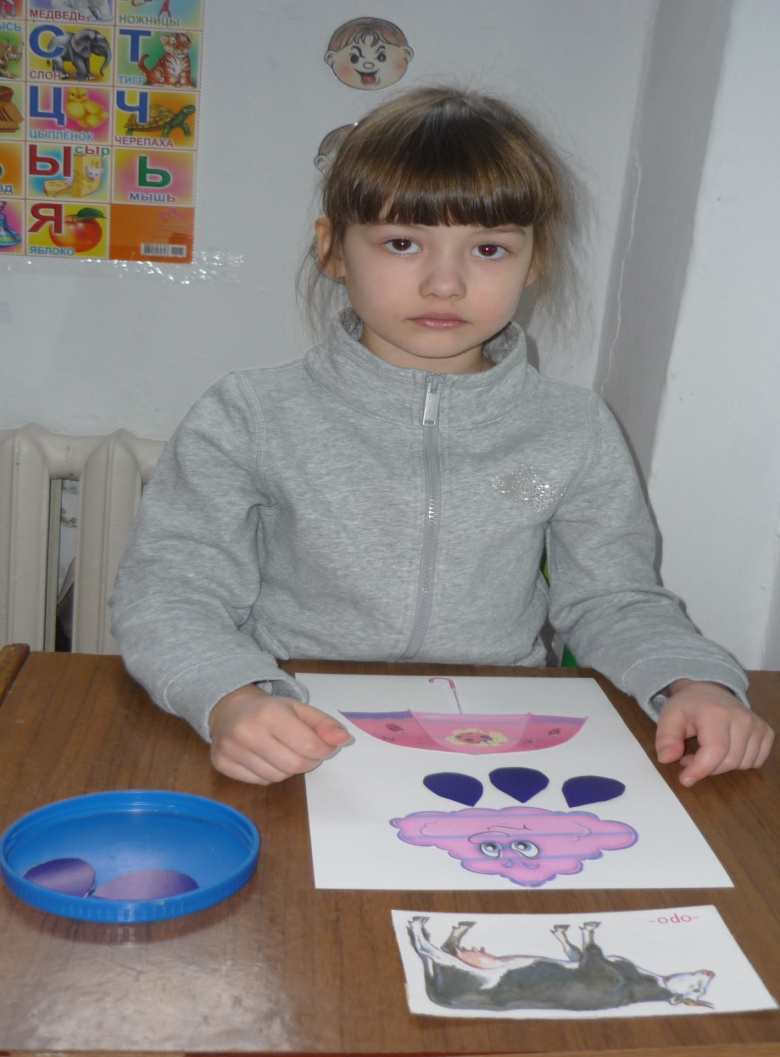 МЕДВЕДЬ НОЖНИЦЫ
С Т
СЛОН ТИГР
Ц Ч
ЦЫПЛЁНОК ЧЕРЕПАХА
Ы сыр Ь
мышь
Я
ЯБЛОКО
-оро-